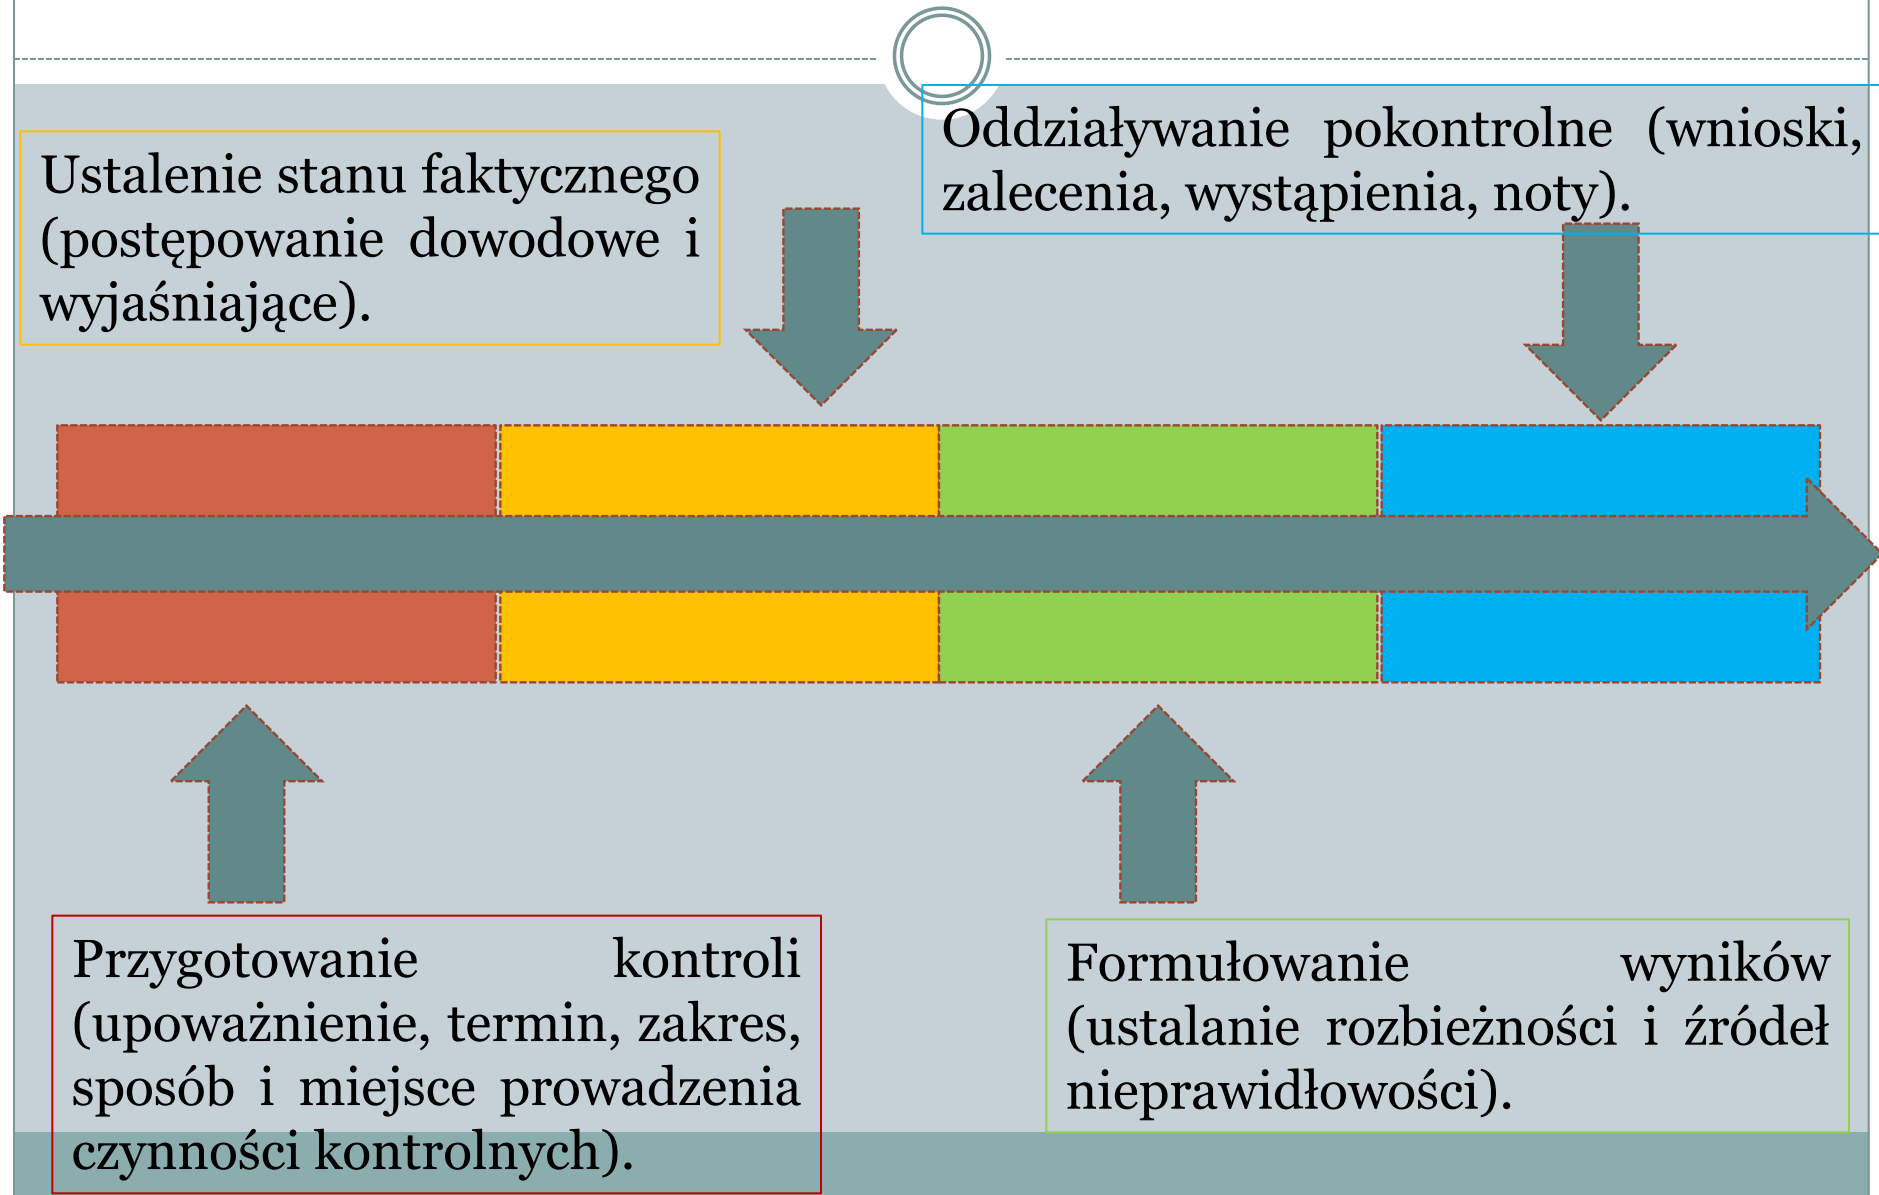 Ustalenie stanu faktycznego
(postępowanie dowodowe i
wyjaśniające).
Oddziaływanie pokontrolne (wnioski,
zalecenia, wystąpienia, noty).
Przygotowanie kontroli
(upoważnienie, termin, zakres,
sposób i miejsce prowadzenia
czynności kontrolnych).
Formułowanie wyników
(ustalanie rozbieżności i źródeł
nieprawidłowości).